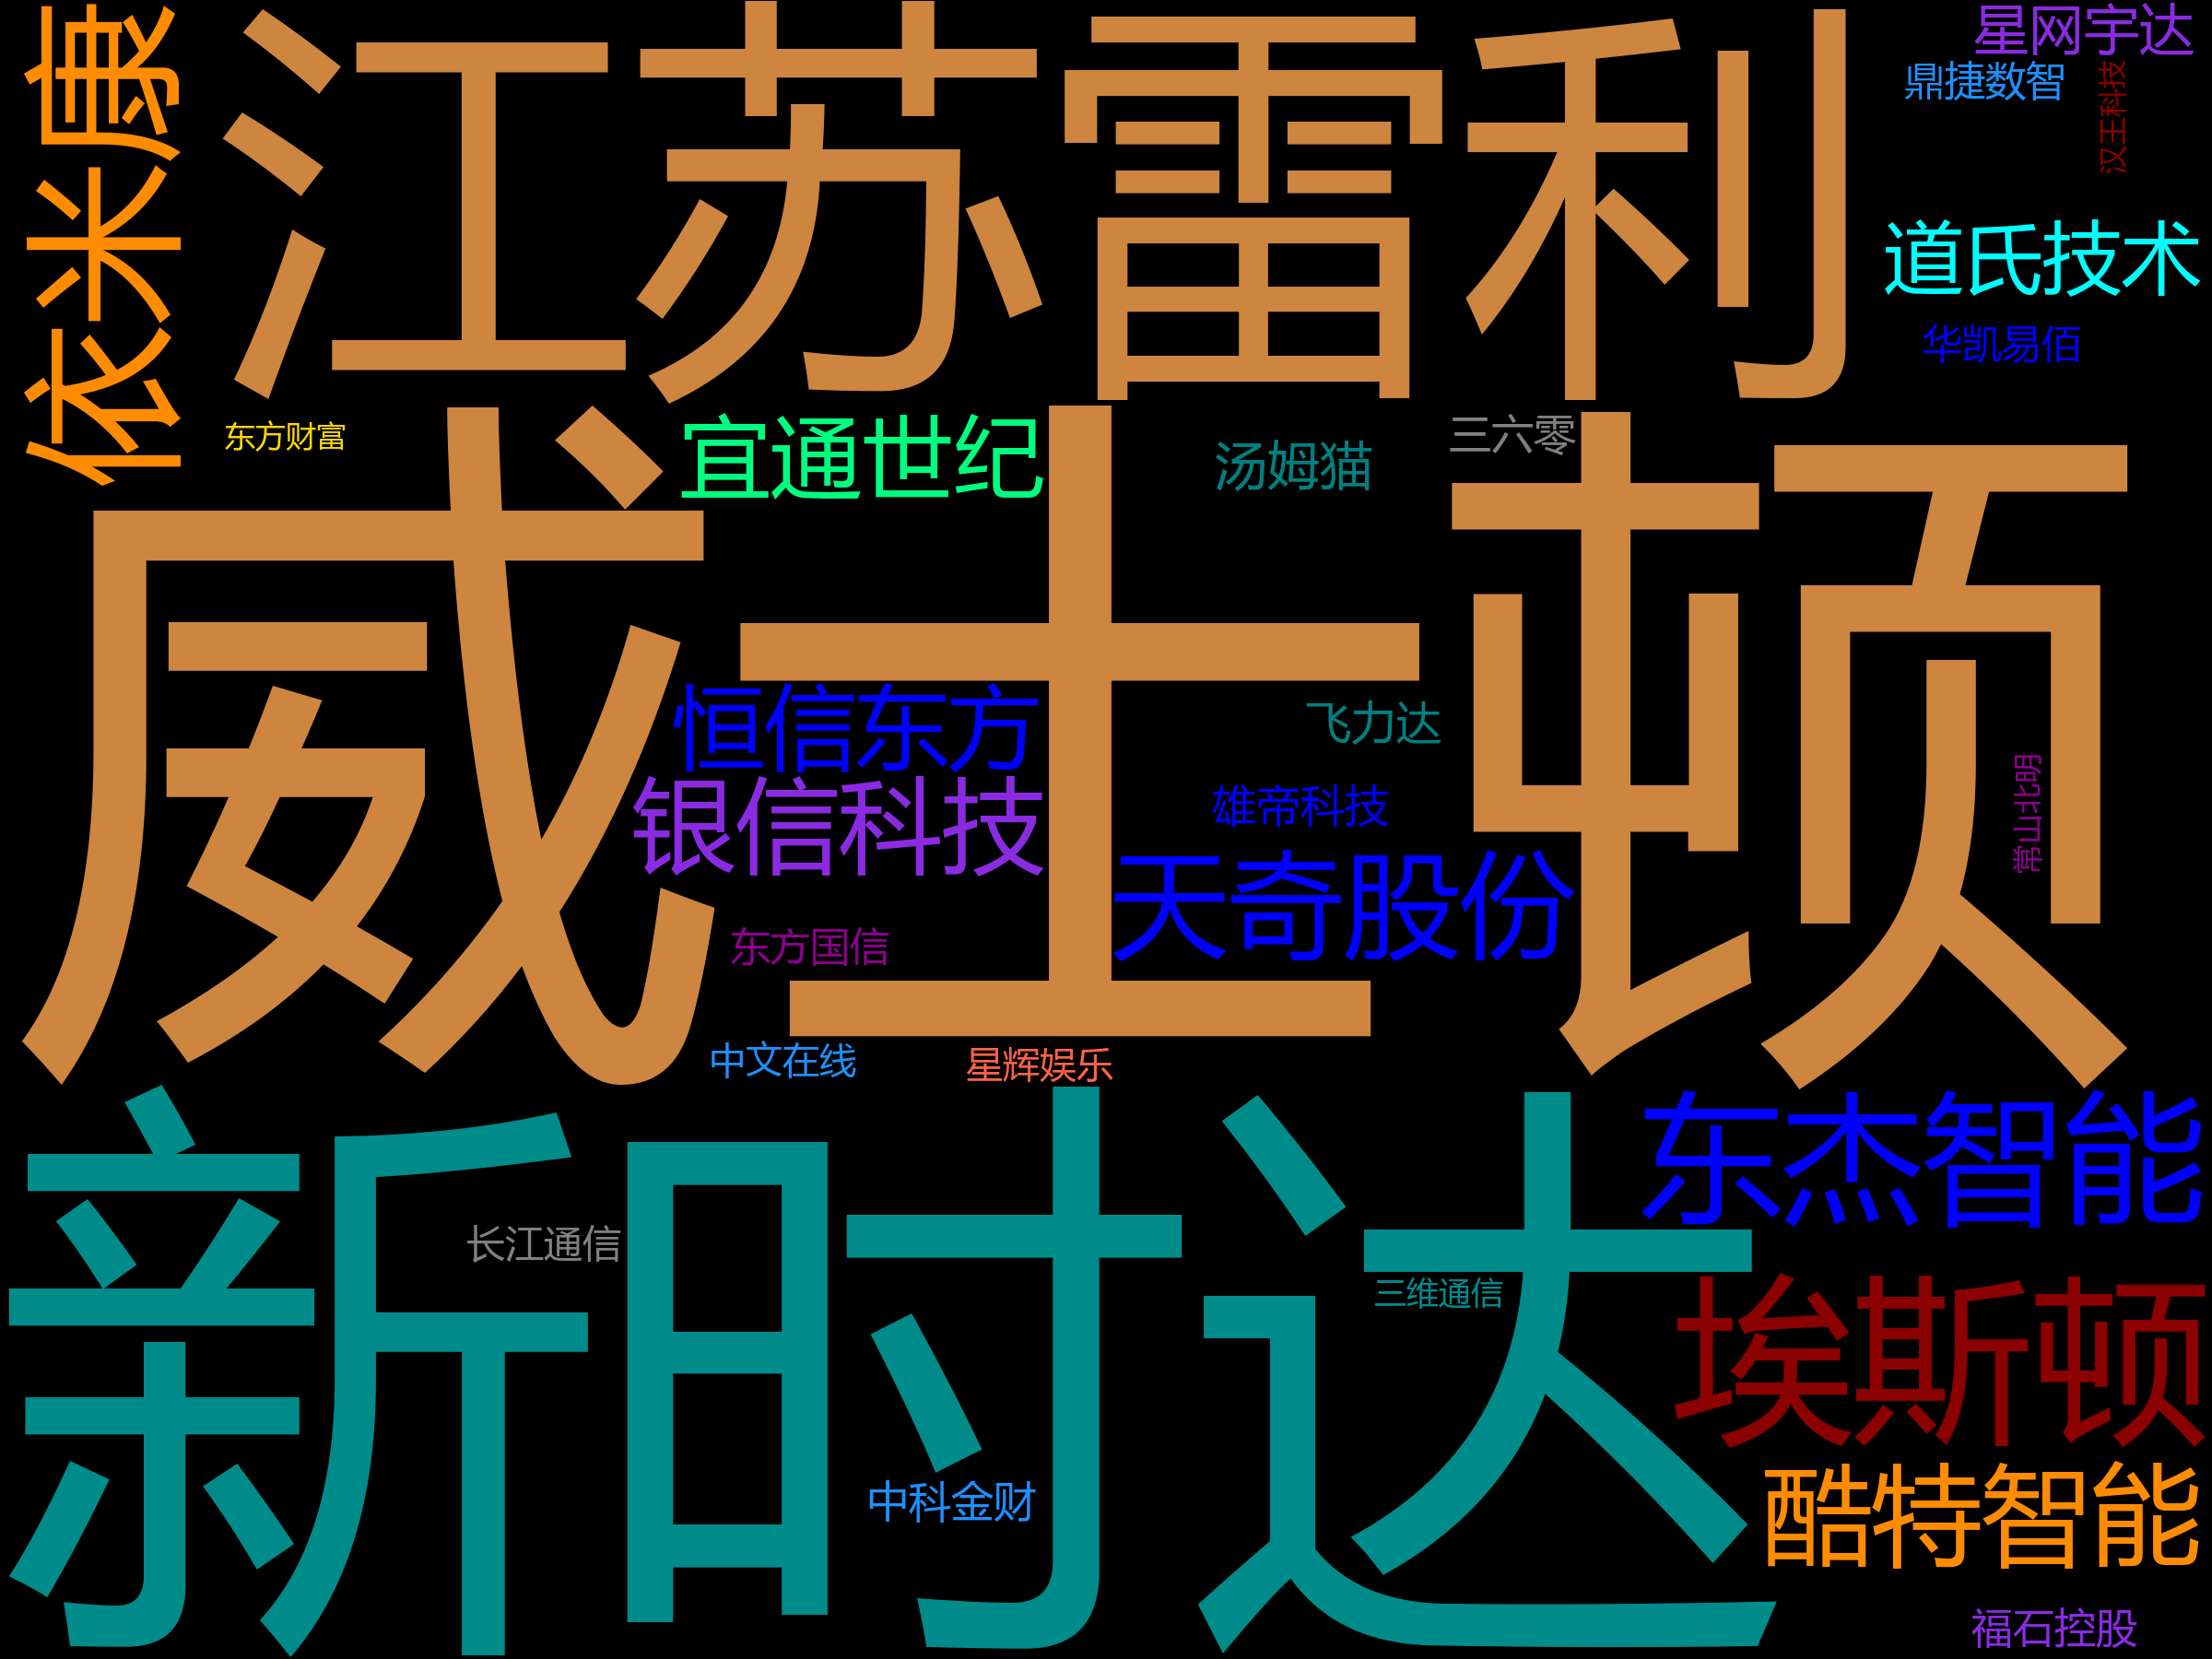 依米康
江苏雷利
星网宇达
鼎捷数智
汉王科技
道氏技术
华凯易佰
东方财富
宜通世纪
汤姆猫
三六零
威士顿
恒信东方
飞力达
银信科技
雄帝科技
常山北明
天奇股份
东方国信
中文在线
星辉娱乐
新时达
东杰智能
长江通信
三维通信
埃斯顿
中科金财
酷特智能
福石控股